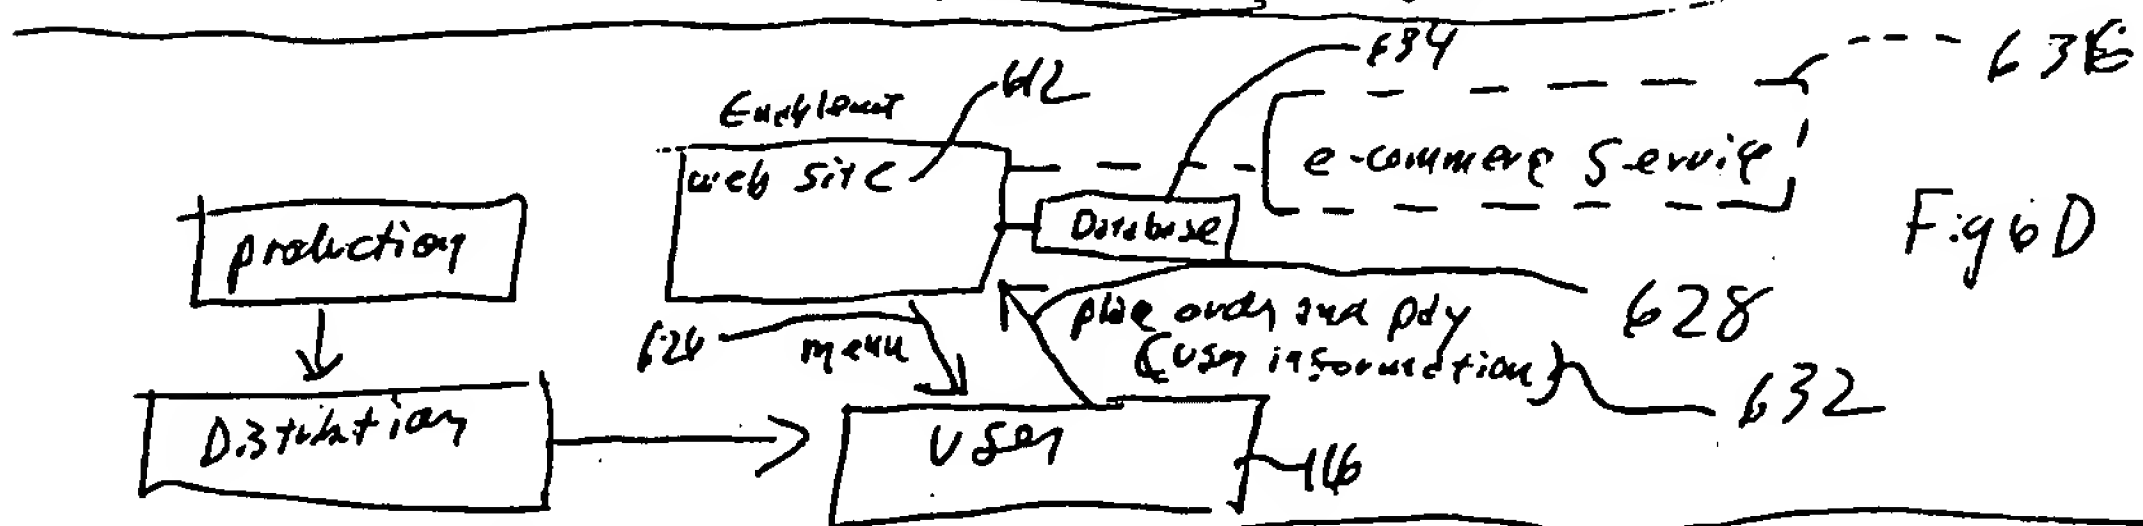 634
636
612
Enablement
web site
e-commerce Service
Database
Fig 6D
production
place order and pay
628
626
menu
(user information)
632
Distribution
User
116